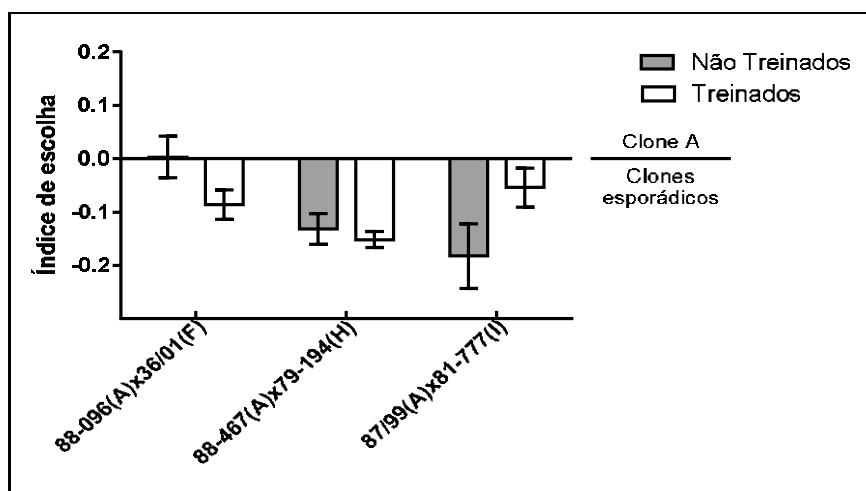 0.2
0.1
0.0
-0.1
-0.2
Índice de escolha
Não Treinados
Treinados
Clone A
Clones
esporádicos
88-096(A)x36/01(F)
88-467(A)x79-194(H)
87/99(A)x81-777(I)